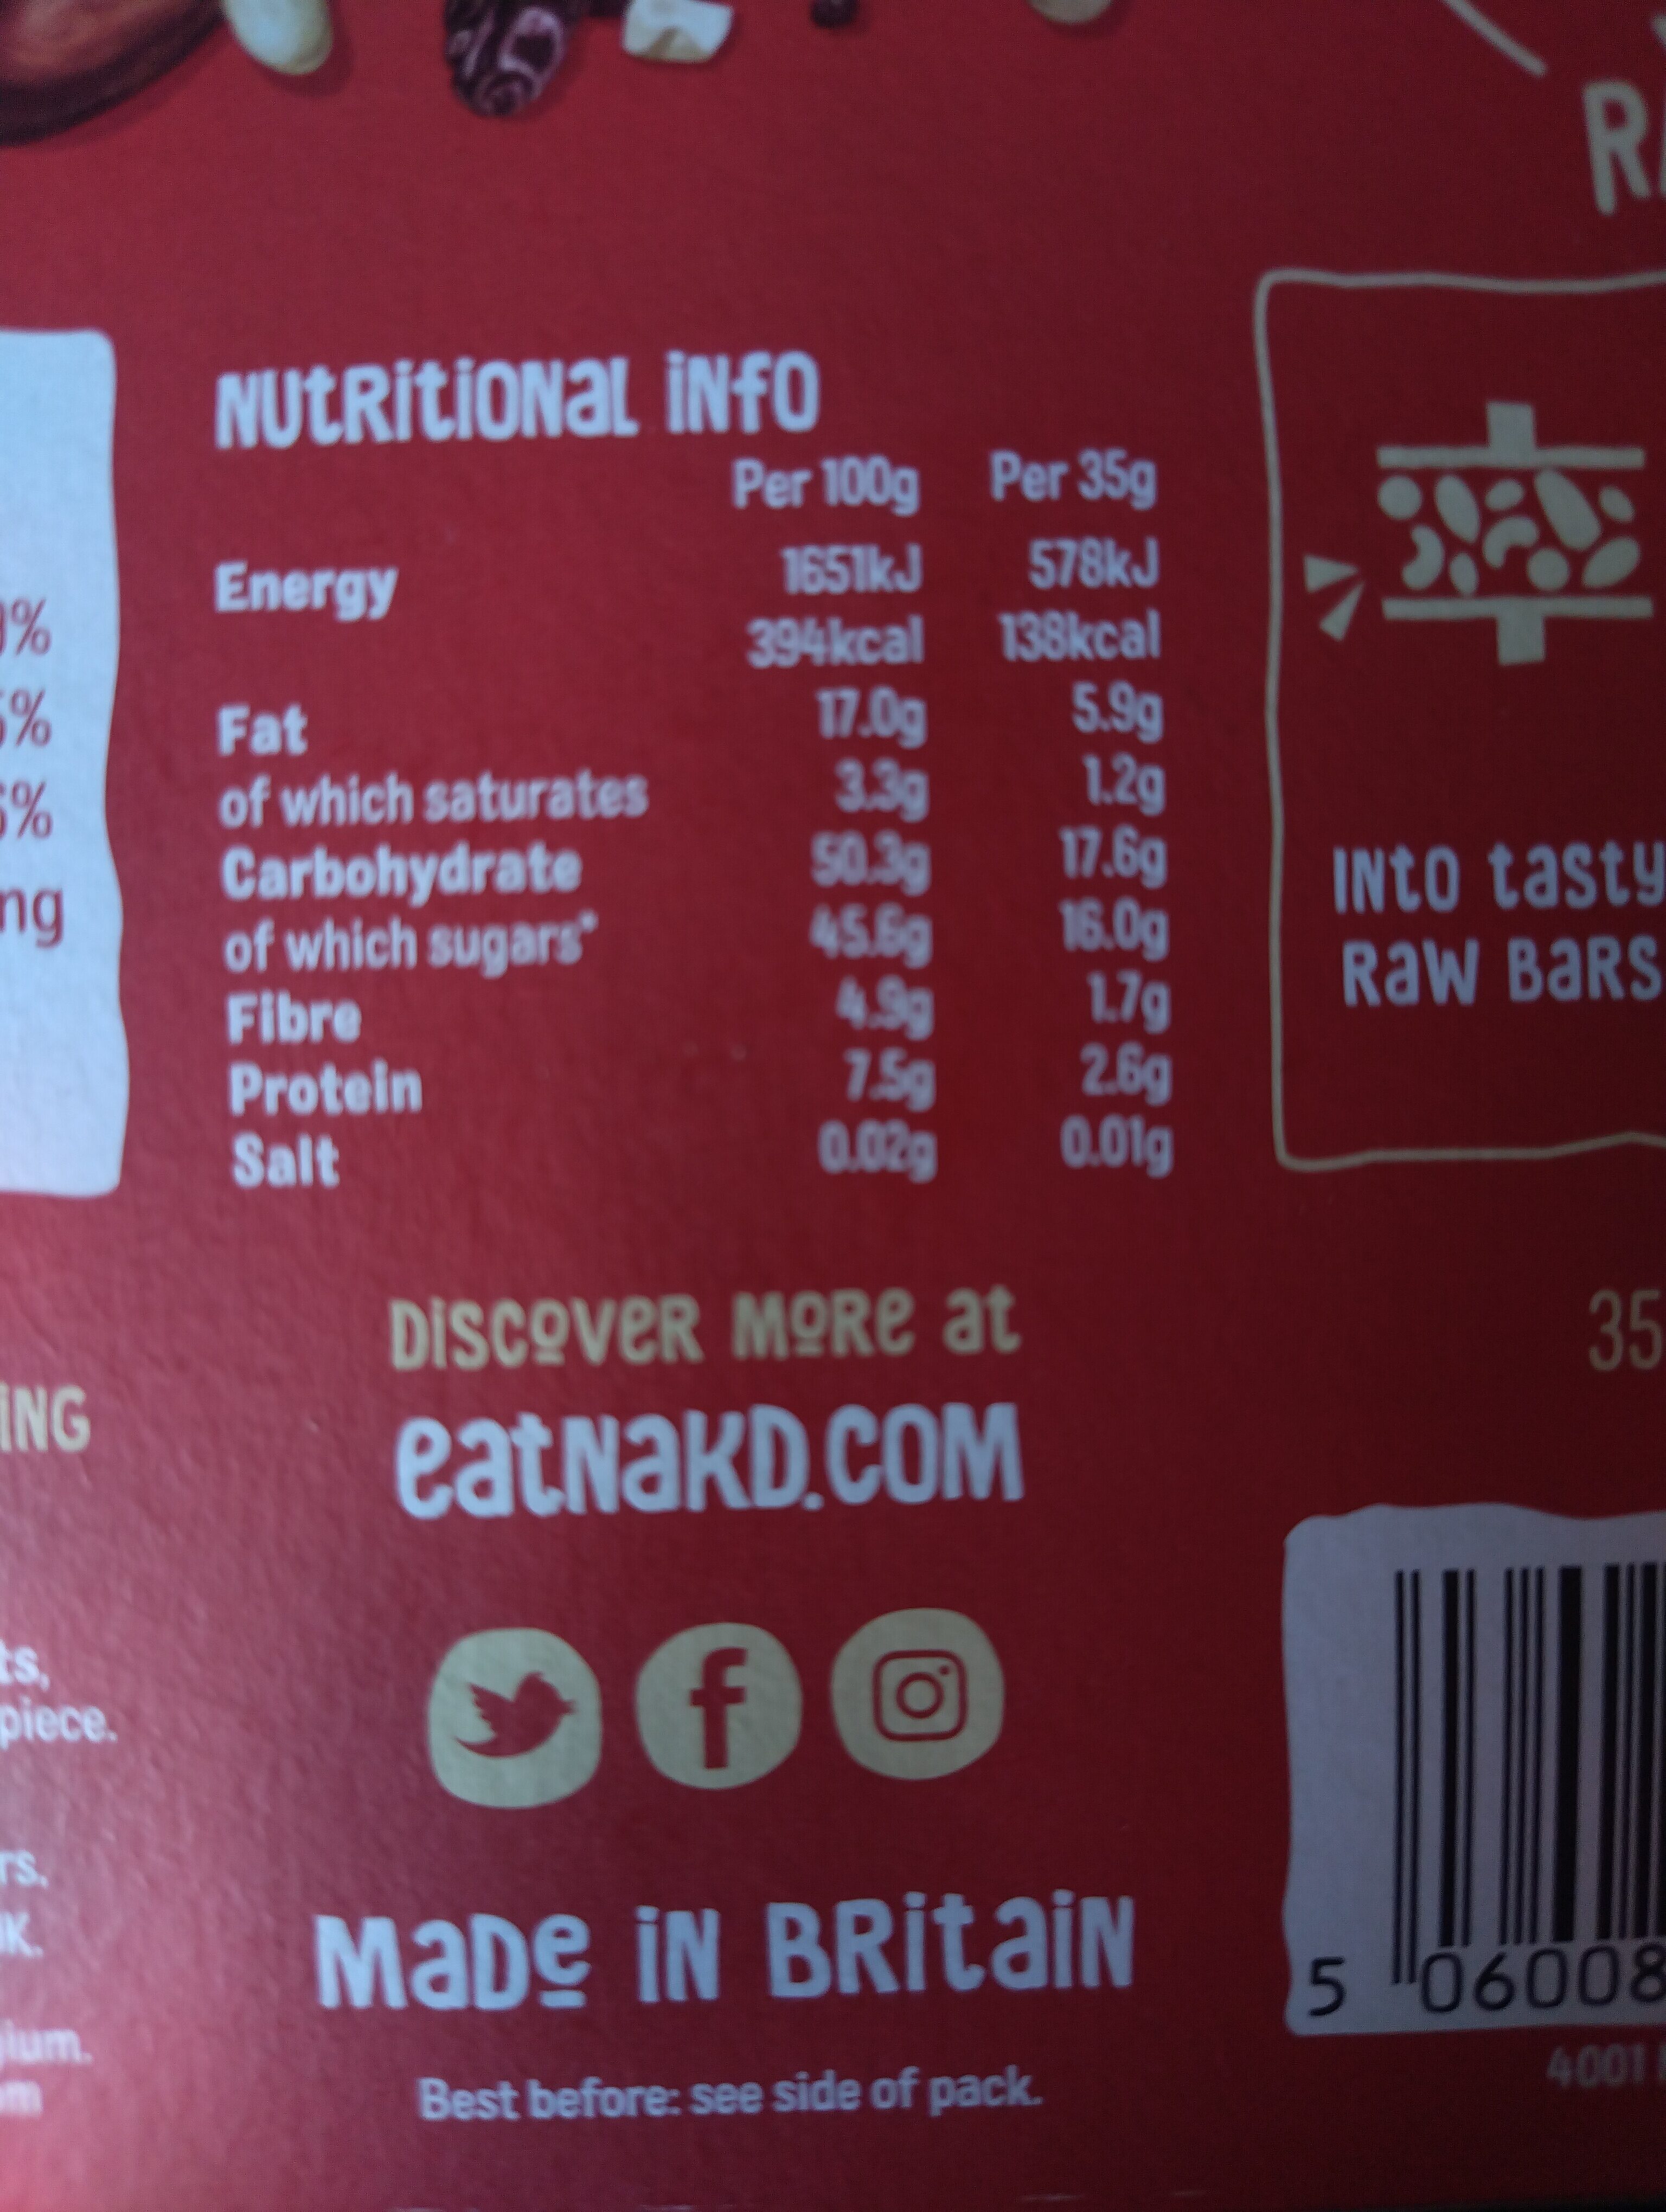 NUtRitiONaL iNfO
Per 100g Per 35g
Energy 1651kJ 578kJ
394kcal 138kcal
Fat 17.0g 5.9g
of which saturates 3.3g 1.2g
Carbohydrate 50.3g 17.6g
of which sugars* 45.6g 16.0g
Fibre 4.9g 1.7g
Protein 7.5g 2.6g
Salt 0.02g 0.01g
DiSCOVeR MORe at
eatNaKD.COM
MaDe iN BRitaiN
Best before: see side of pack.
%
%
%
piece.
INtO tasty
RaW BaRS
35
5 06008
4001